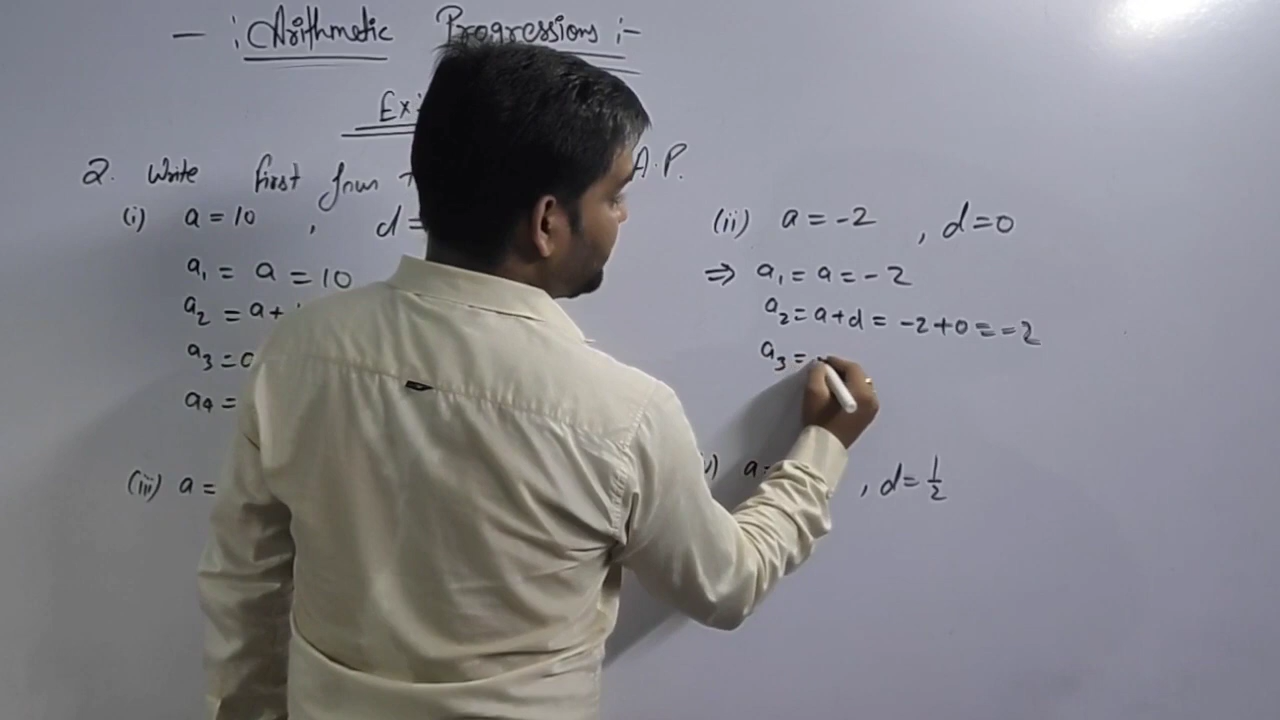 - : Arithmetic Progressions :-
2. Write first four A.P.
(i) a = 10 , d =
a₁ = a = 10
a₂ = a +
a₃ =
a₄ =
(ii) a = -2 , d = 0
⇒ a₁ = a = -2
a₂ = a + d = -2 + 0 = -2
a₃ =
(iii) a =
a = , d = 1/2